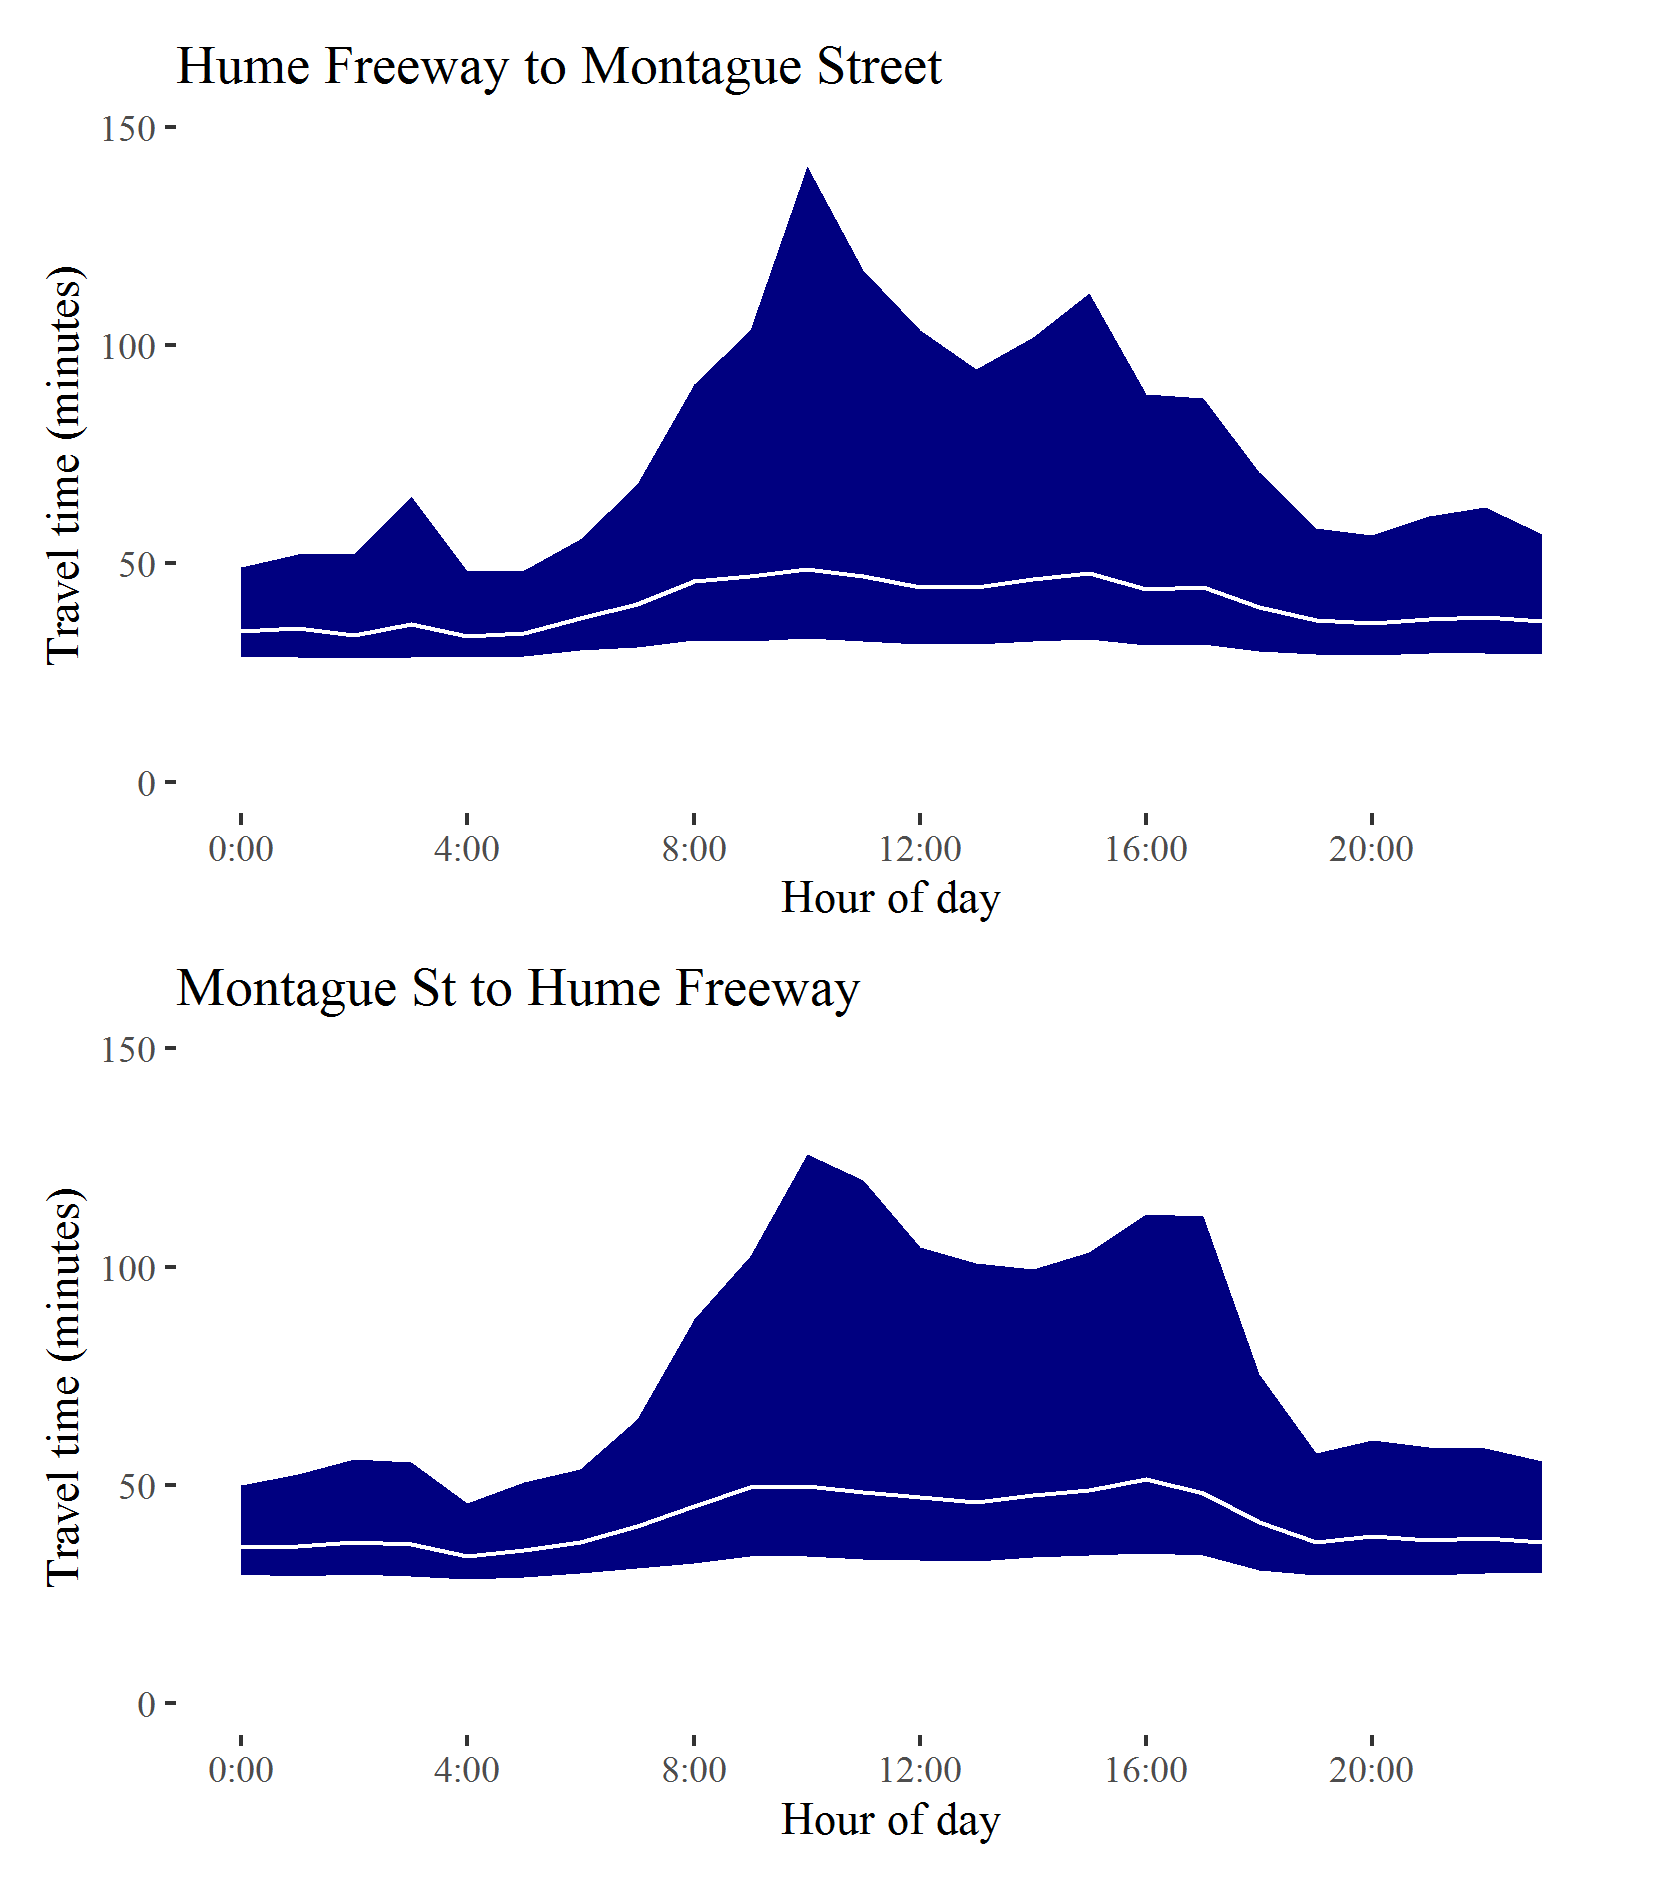 Hume Freeway to Montague Street
150
100
50
0
Travel time (minutes)
0:00 4:00 8:00 12:00 16:00 20:00
Hour of day
Montague St to Hume Freeway
150
100
50
0
Travel time (minutes)
0:00 4:00 8:00 12:00 16:00 20:00
Hour of day